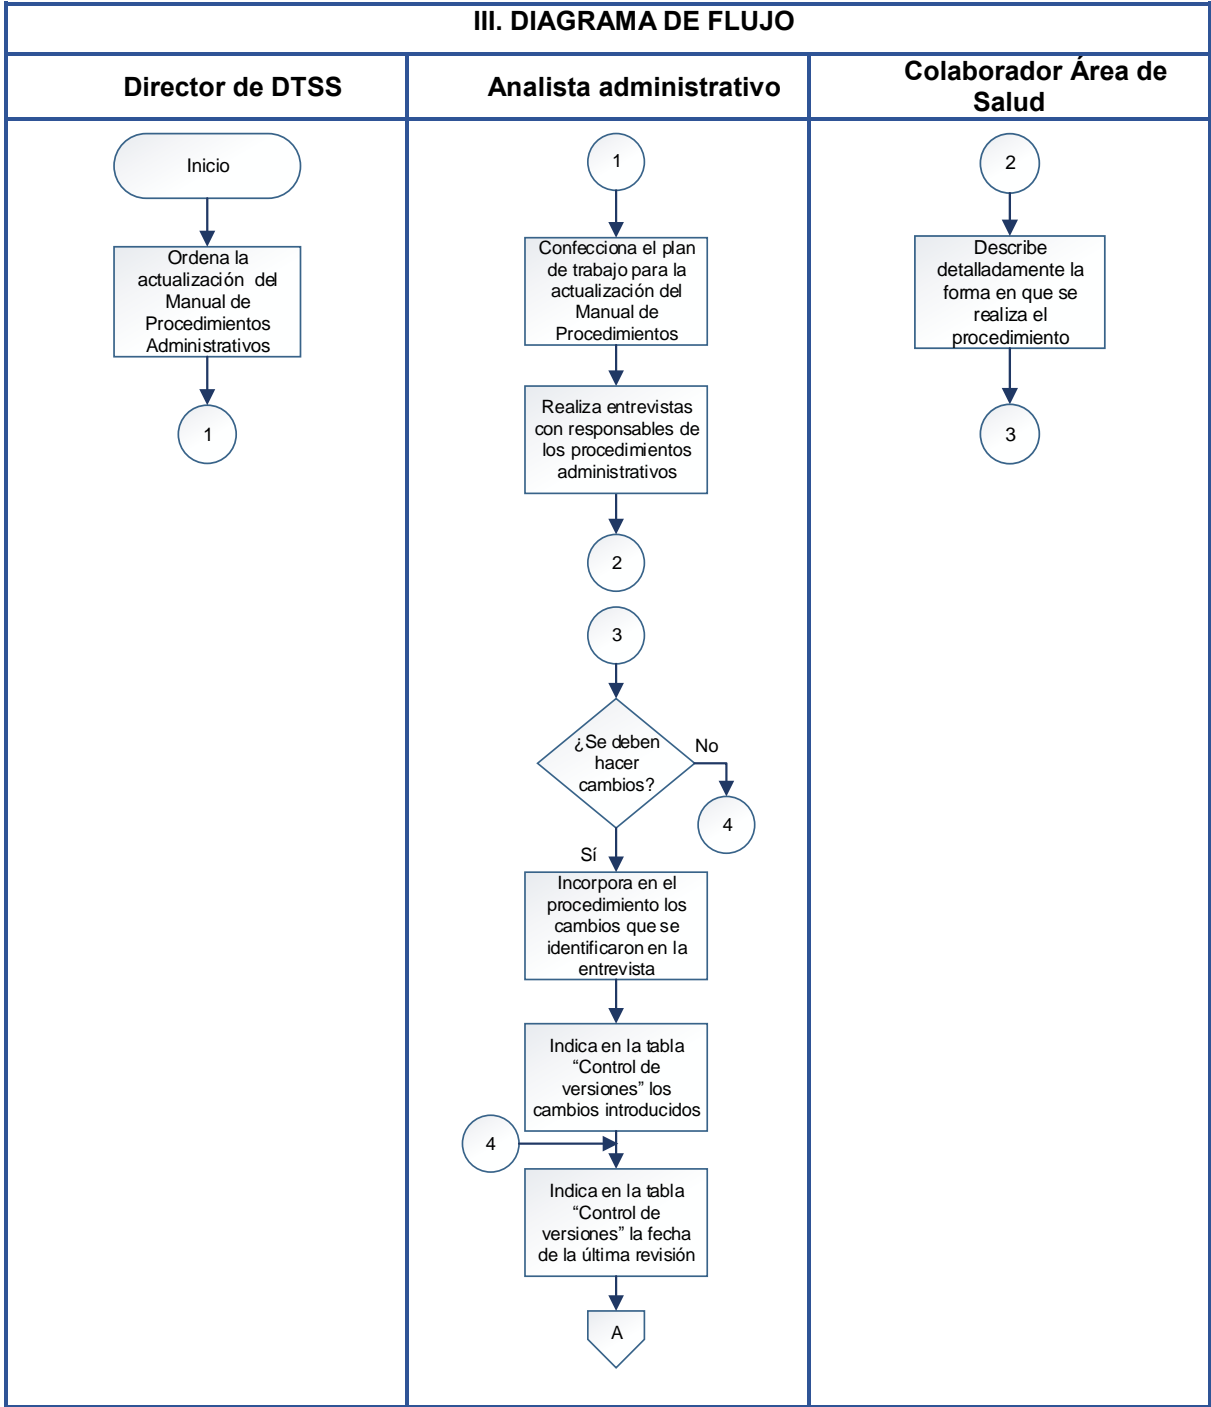 III. DIAGRAMA DE FLUJO
Director de DTSS
Analista administrativo
Colaborador Área de
Salud
Inicio
Ordena la
actualización del
Manual de
Procedimientos
Administrativos
1
1
Confecciona el plan
de trabajo para la
actualización del
Manual de
Procedimientos
Realiza entrevistas
con responsables de
los procedimientos
administrativos
2
3
¿Se deben
hacer
cambios?
No
4
Sí
Incorpora en el
procedimiento los
cambios que se
identificaron en la
entrevista
Indica en la tabla
“Control de
versiones” los
cambios introducidos
4
Indica en la tabla
“Control de
versiones” la fecha
de la última revisión
A
2
Describe
detalladamente la
forma en que se
realiza el
procedimiento
3